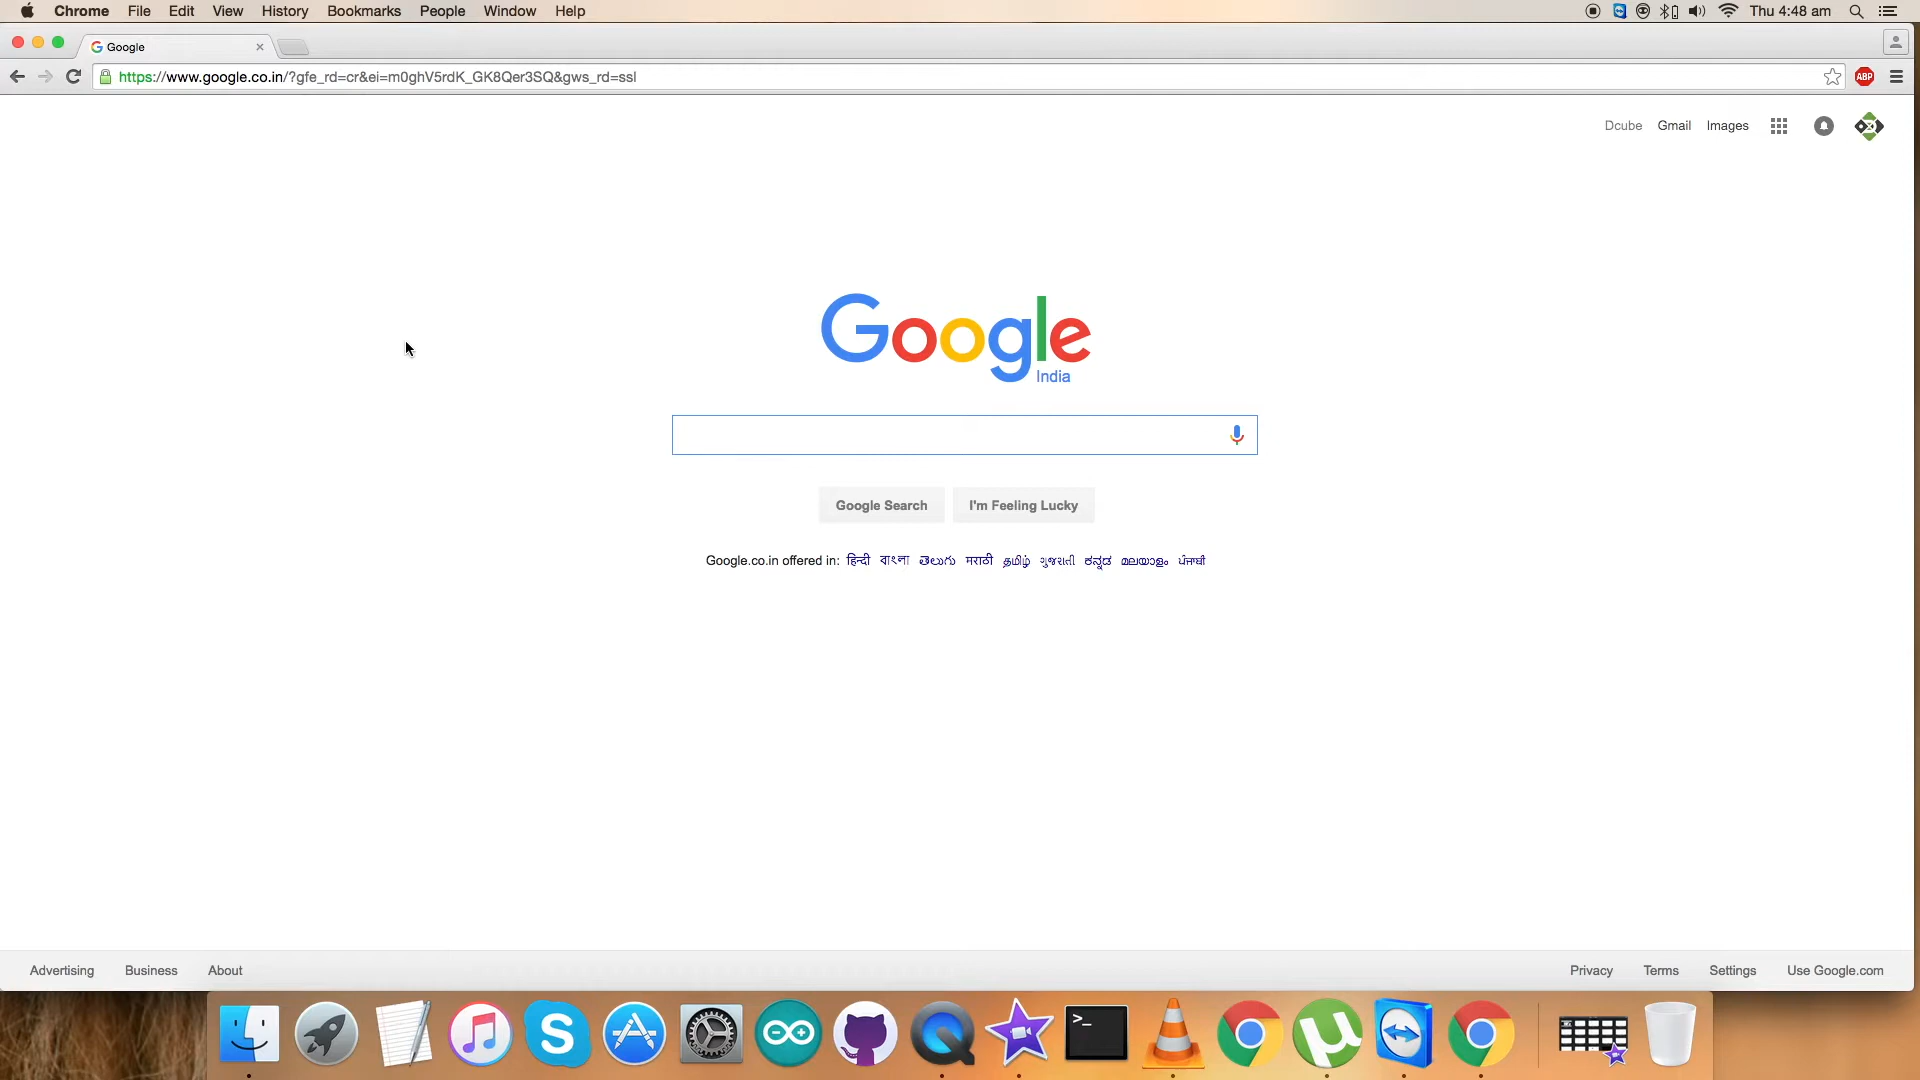 Chrome File Edit View History Bookmarks People Window Help Thu 4:48 am
Google
https://www.google.co.in/?gfe_rd=cr&ei=m0ghV5rdK_GK8Qer3SQ&gws_rd=ssl ABP
Dcube Gmail Images
Google
India
Google Search I'm Feeling Lucky
Google.co.in offered in: हिन्दी বাংলা తెలుగు मराठी தமிழ் ગુજરાતી ಕನ್ನಡ മലയാളം ਪੰਜਾਬੀ
Advertising Business About Privacy Terms Settings Use Google.com
S >_ µ